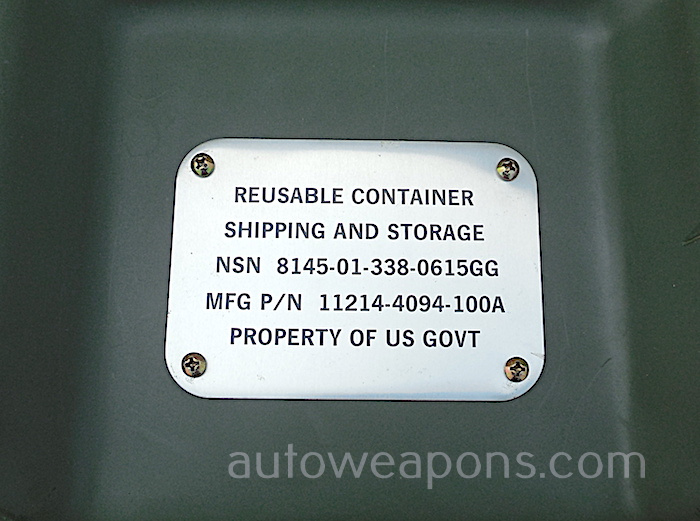 REUSABLE CONTAINER
SHIPPING AND STORAGE
NSN 8145-01-338-0615GG
MFG P/N 11214-4094-100A
PROPERTY OF US GOVT
autoweapons.com